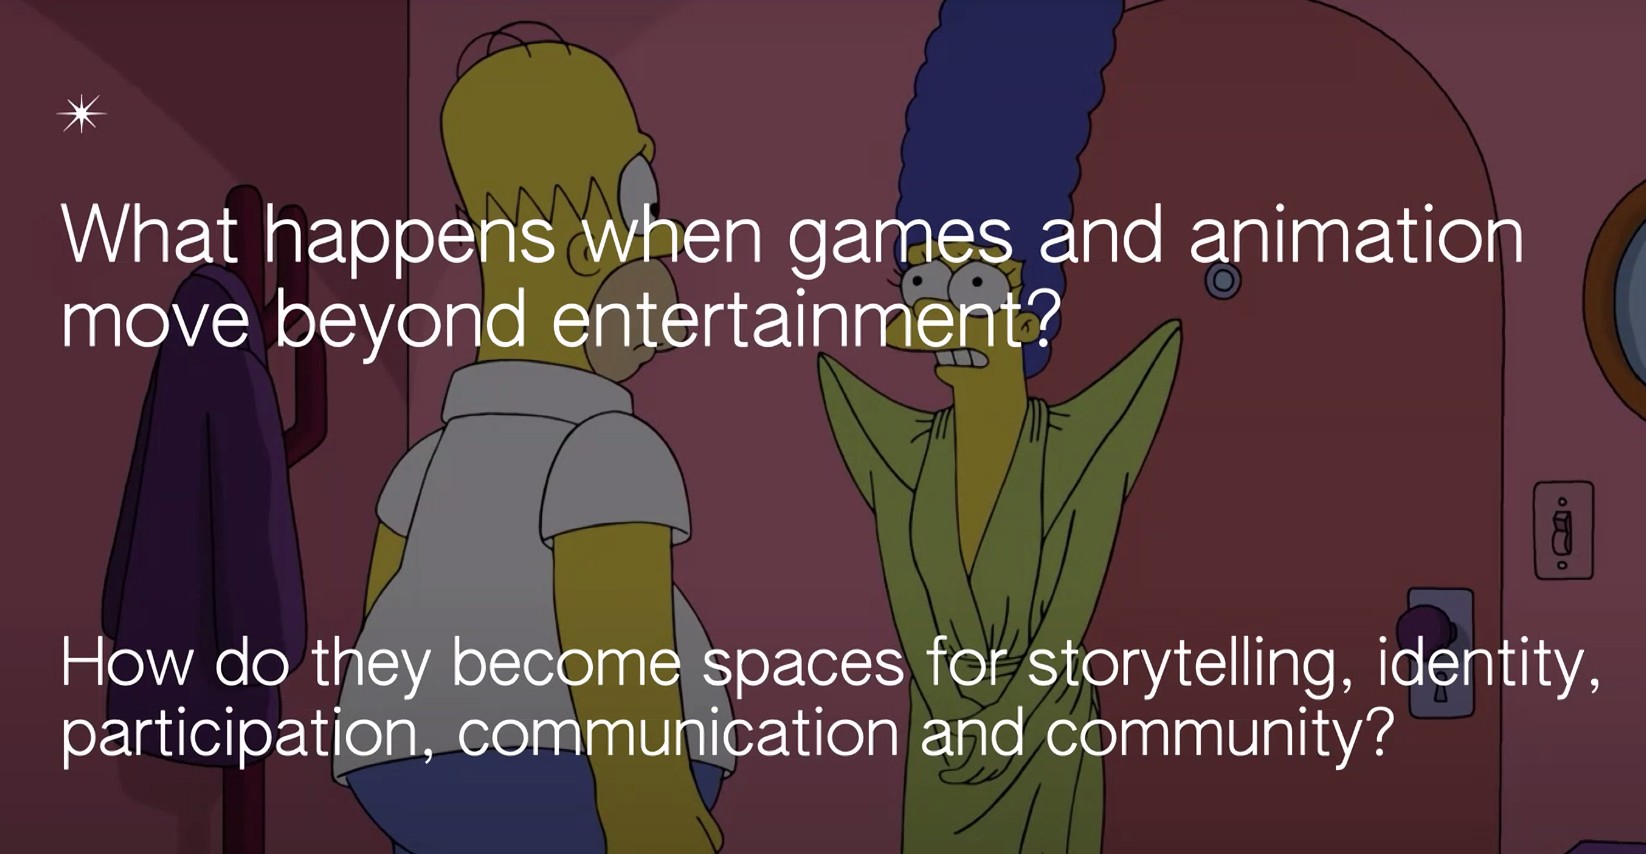 What happens when games and animation
move beyond entertainment?
How do they become spaces for storytelling, identity,
participation, communication and community?